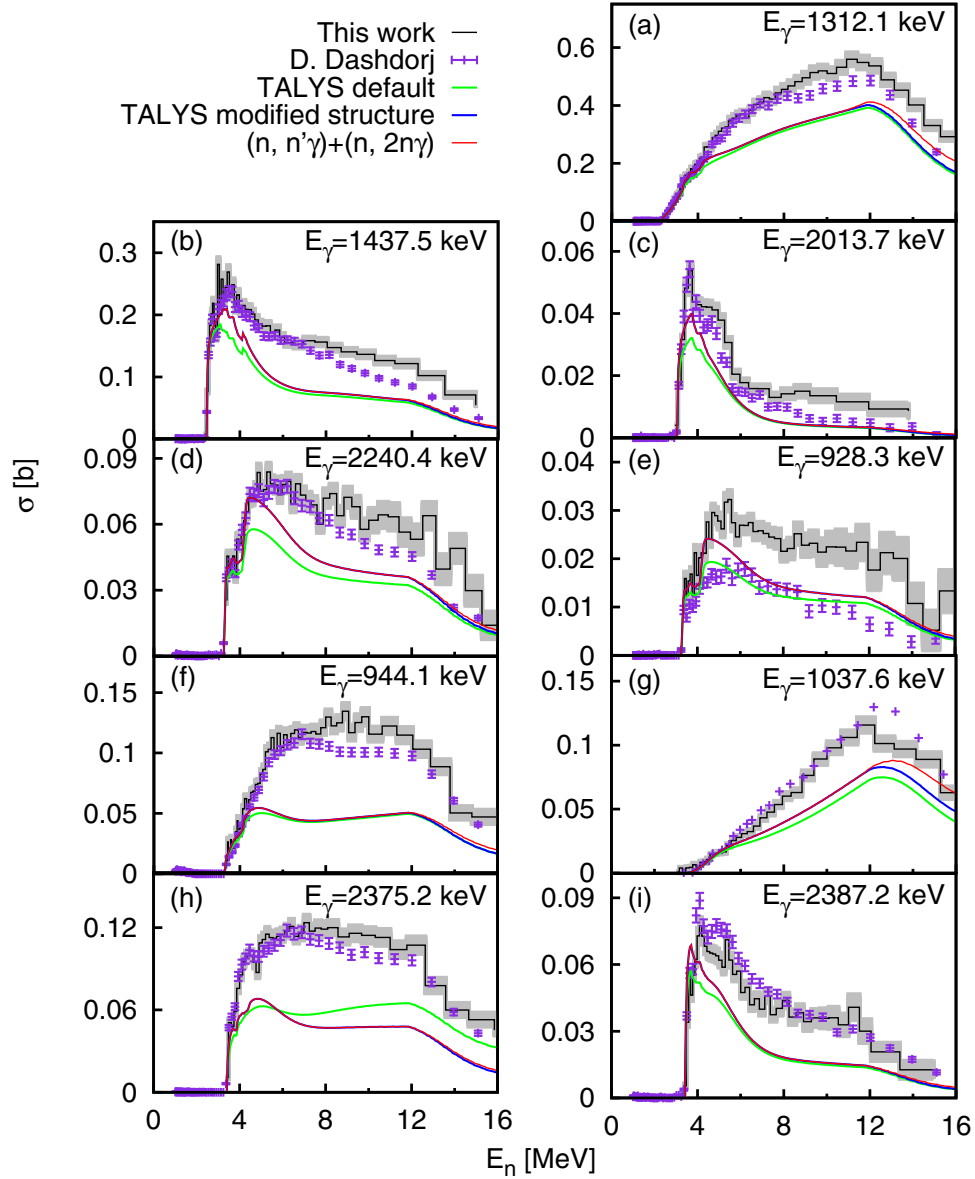 This work
D. Dashdorj
TALYS default
TALYS modified structure
(n, n'γ)+(n, 2nγ)
(a) Eγ=1312.1 keV
0.6
0.4
0.2
0
(b) Eγ=1437.5 keV
0.3
0.2
0.1
0
(c) Eγ=2013.7 keV
0.06
0.04
0.02
0
σ [b]
(d) Eγ=2240.4 keV
0.09
0.06
0.03
0
(e) Eγ=928.3 keV
0.04
0.03
0.02
0.01
0
(f) Eγ=944.1 keV
0.15
0.1
0.05
0
(g) Eγ=1037.6 keV
0.15
0.1
0.05
0
(h) Eγ=2375.2 keV
0.12
0.06
0
0 4 8 12 16
(i) Eγ=2387.2 keV
0.09
0.06
0.03
0
0 4 8 12 16
En [MeV]